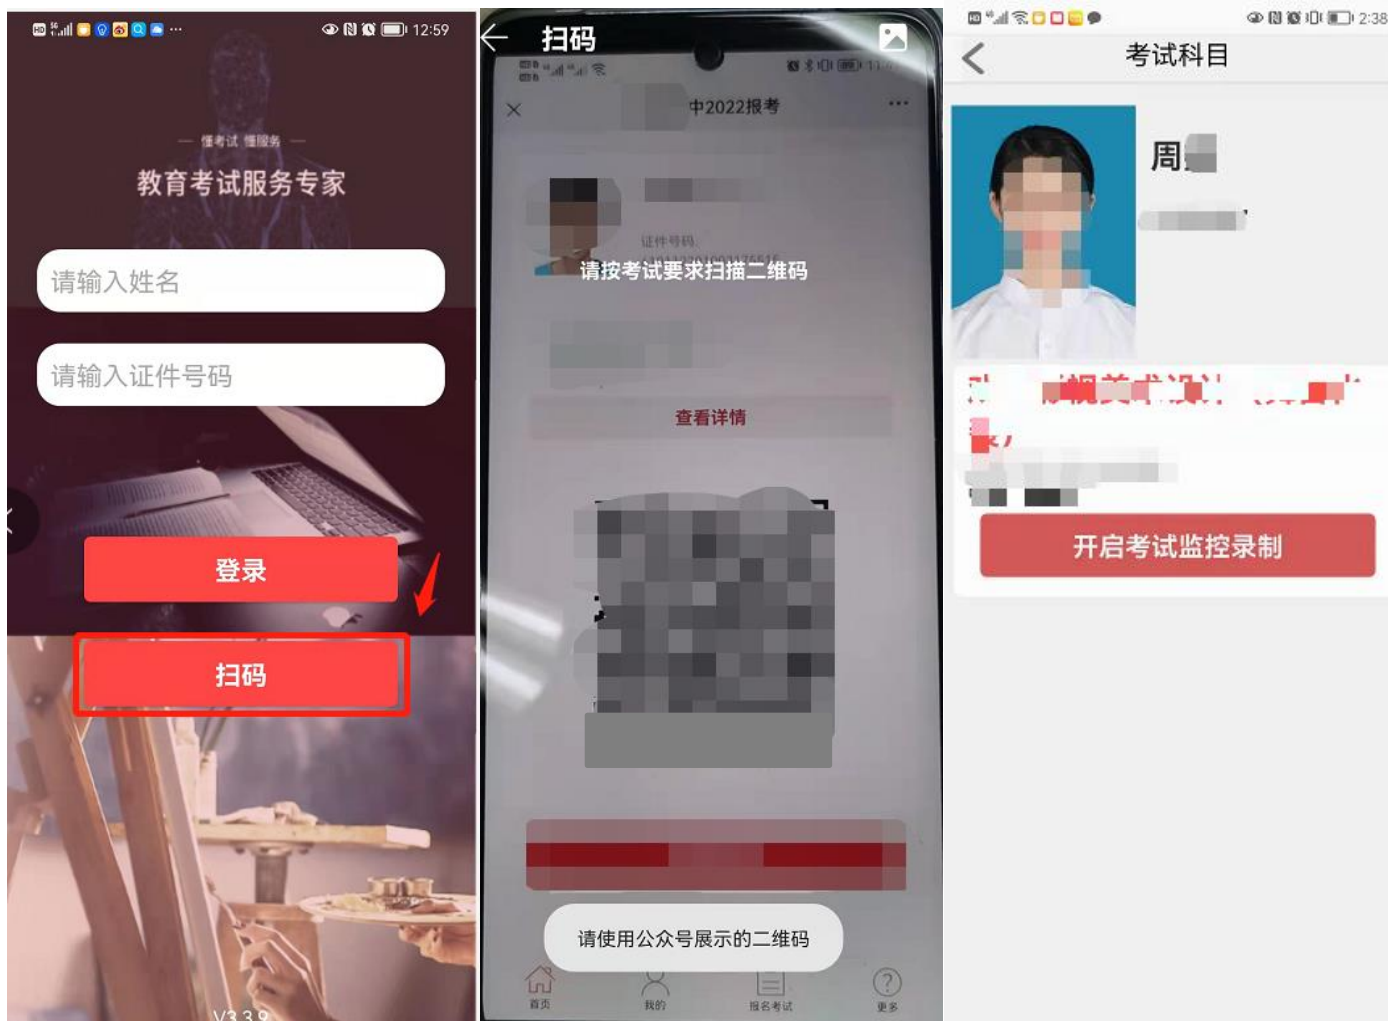 12:59
— 懂考试 懂服务 —
教育考试服务专家
请输入姓名
请输入证件号码
登录
扫码
V3.3.9
扫码
中2022报考
证件号码:
请按考试要求扫描二维码
查看详情
请使用公众号展示的二维码
首页
我的
报名考试
更多
2:38
考试科目
周
开启考试监控录制